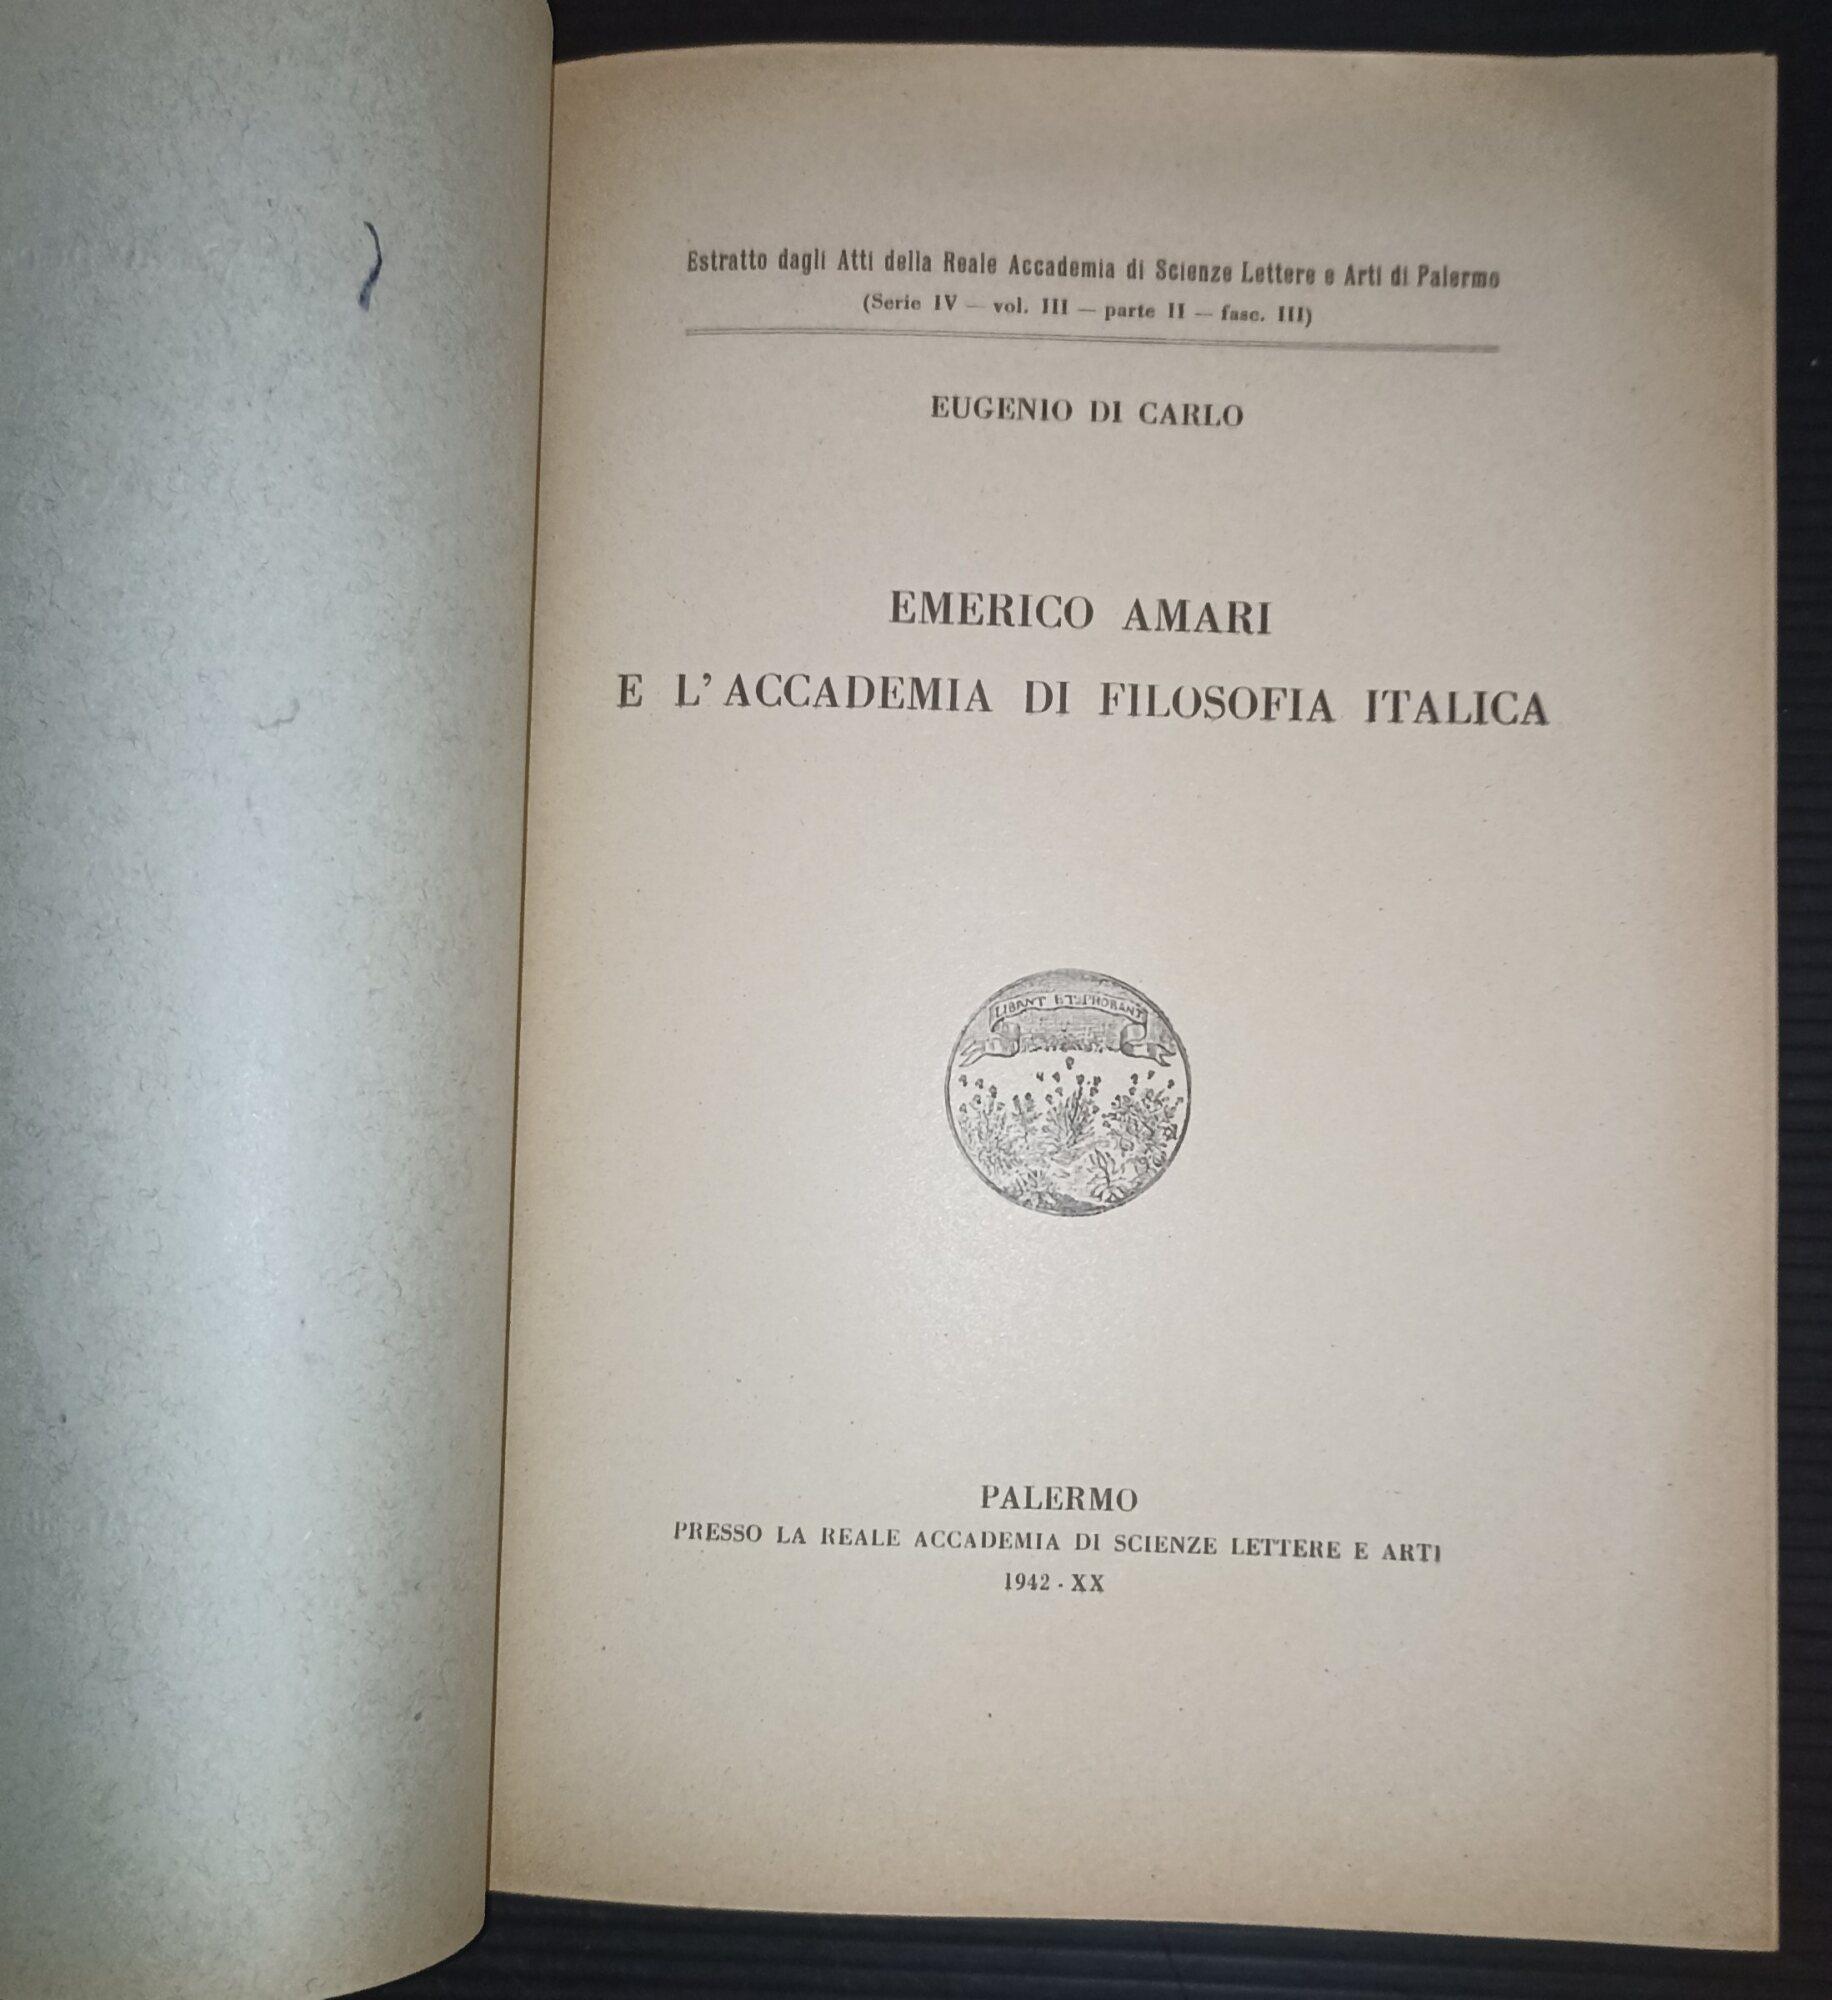 Estratto dagli Atti della Reale Accademia di Scienze Lettere e Arti di Palermo
(Serie IV — vol. III — parte II — fasc. III)
EUGENIO DI CARLO
EMERICO AMARI
E L'ACCADEMIA DI FILOSOFIA ITALICA
LIBANT ET PHORANT
PALERMO
PRESSO LA REALE ACCADEMIA DI SCIENZE LETTERE E ARTI
1942 - XX